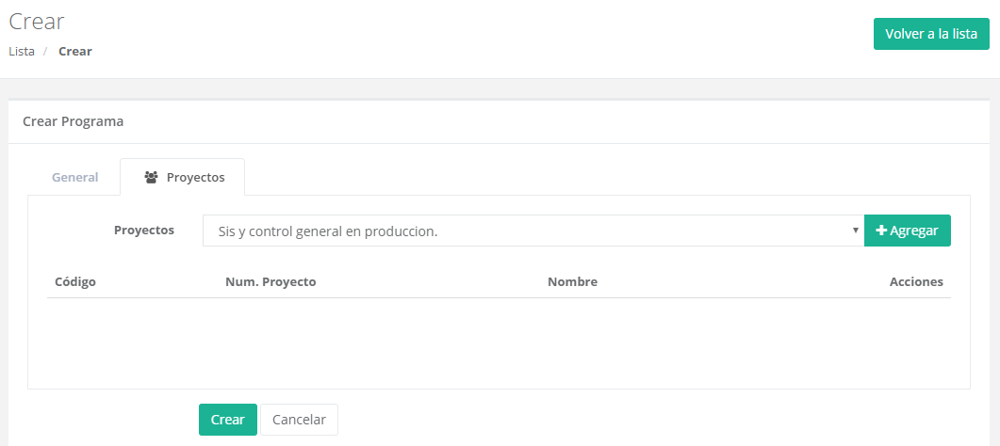 Crear
Lista / Crear
Volver a la lista
Crear Programa
General
Proyectos
Proyectos
Sis y control general en produccion.
Agregar
Código Num. Proyecto Nombre Acciones
Crear Cancelar